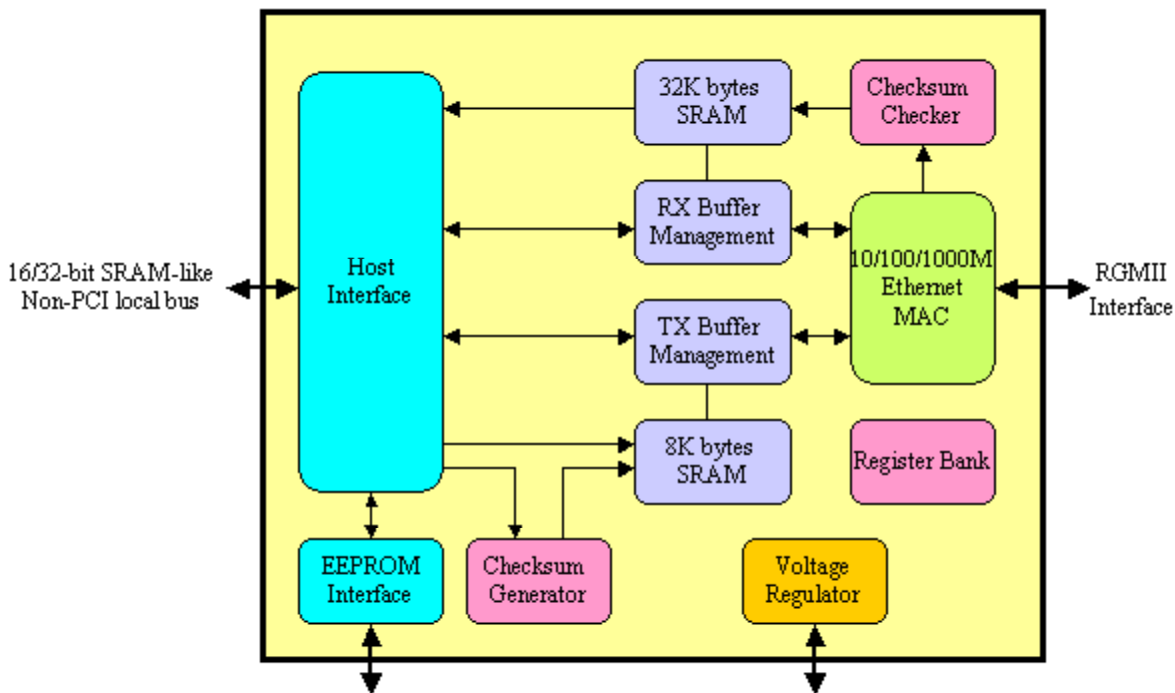 32K bytes
SRAM
Checksum
Checker
RX Buffer
Management
10/100/1000M
Ethernet
MAC
Host
Interface
16/32-bit SRAM-like
Non-PCI local bus
RGMII
Interface
TX Buffer
Management
8K bytes
SRAM
Register Bank
EEPROM
Interface
Checksum
Generator
Voltage
Regulator